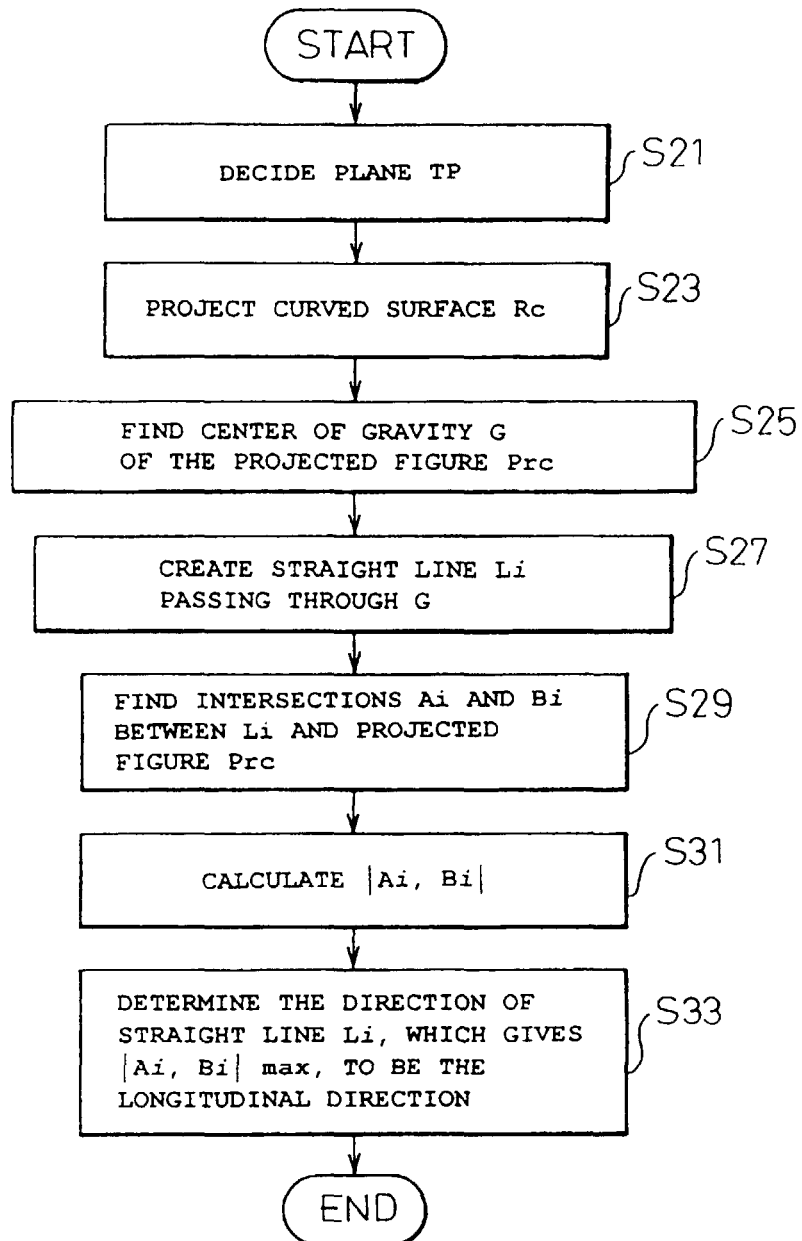 START
DECIDE PLANE TP
S21
PROJECT CURVED SURFACE Rc
S23
FIND CENTER OF GRAVITY G
OF THE PROJECTED FIGURE Prc
S25
CREATE STRAIGHT LINE Li
PASSING THROUGH G
S27
FIND INTERSECTIONS Ai AND Bi
BETWEEN Li AND PROJECTED
FIGURE Prc
S29
CALCULATE |Ai, Bi|
S31
DETERMINE THE DIRECTION OF
STRAIGHT LINE Li, WHICH GIVES
|Ai, Bi| max, TO BE THE
LONGITUDINAL DIRECTION
S33
END